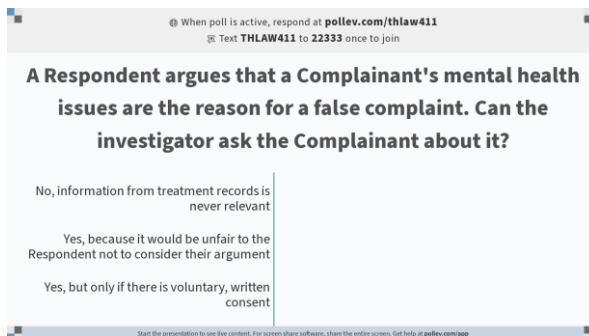 When poll is active, respond at pollev.com/thlaw411
Text THLAW411 to 22333 once to join
A Respondent argues that a Complainant's mental health
issues are the reason for a false complaint. Can the
investigator ask the Complainant about it?
No, information from treatment records is
never relevant
Yes, because it would be unfair to the
Respondent not to consider their argument
Yes, but only if there is voluntary, written
consent
Start the presentation to see live content. For screen share software, share the entire screen. Get help at pollev.com/app